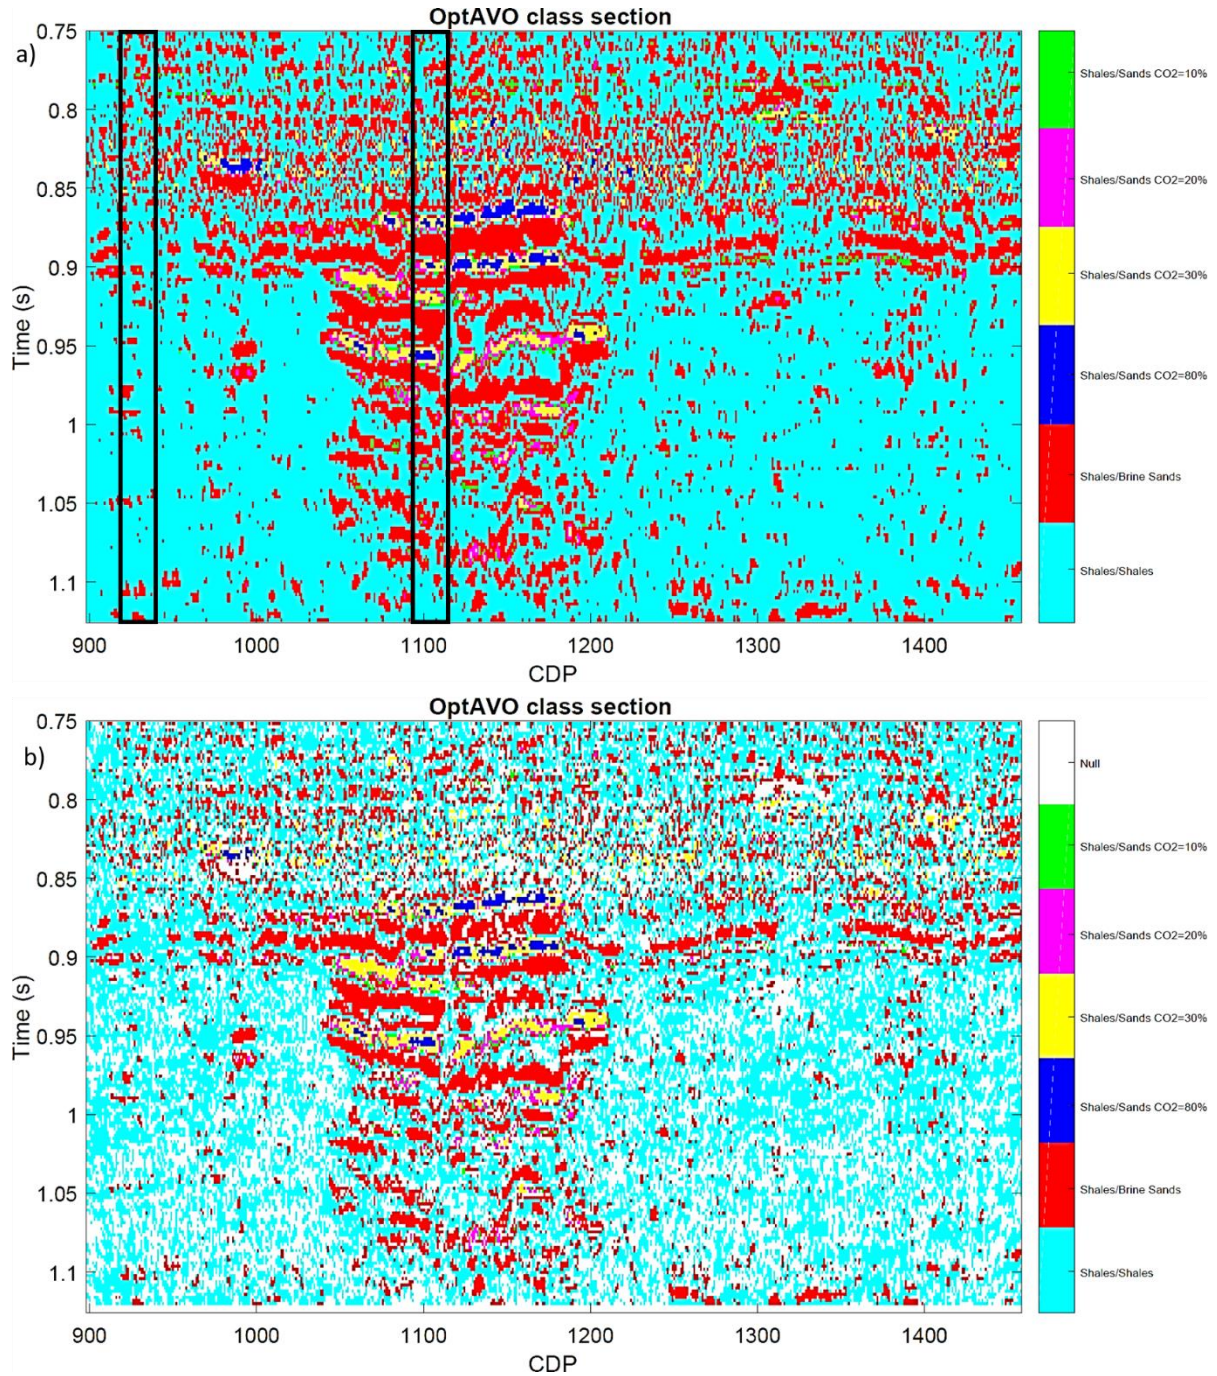 OptAVO class section
a)
0.75
0.8
0.85
0.9
0.95
1
1.05
1.1
Time (s)
900 1000 1100 1200 1300 1400
CDP
Shales/Sands CO2=10%
Shales/Sands CO2=20%
Shales/Sands CO2=30%
Shales/Sands CO2=80%
Shales/Brine Sands
Shales/Shales
OptAVO class section
b)
0.75
0.8
0.85
0.9
0.95
1
1.05
1.1
Time (s)
900 1000 1100 1200 1300 1400
CDP
Null
Shales/Sands CO2=10%
Shales/Sands CO2=20%
Shales/Sands CO2=30%
Shales/Sands CO2=80%
Shales/Brine Sands
Shales/Shales